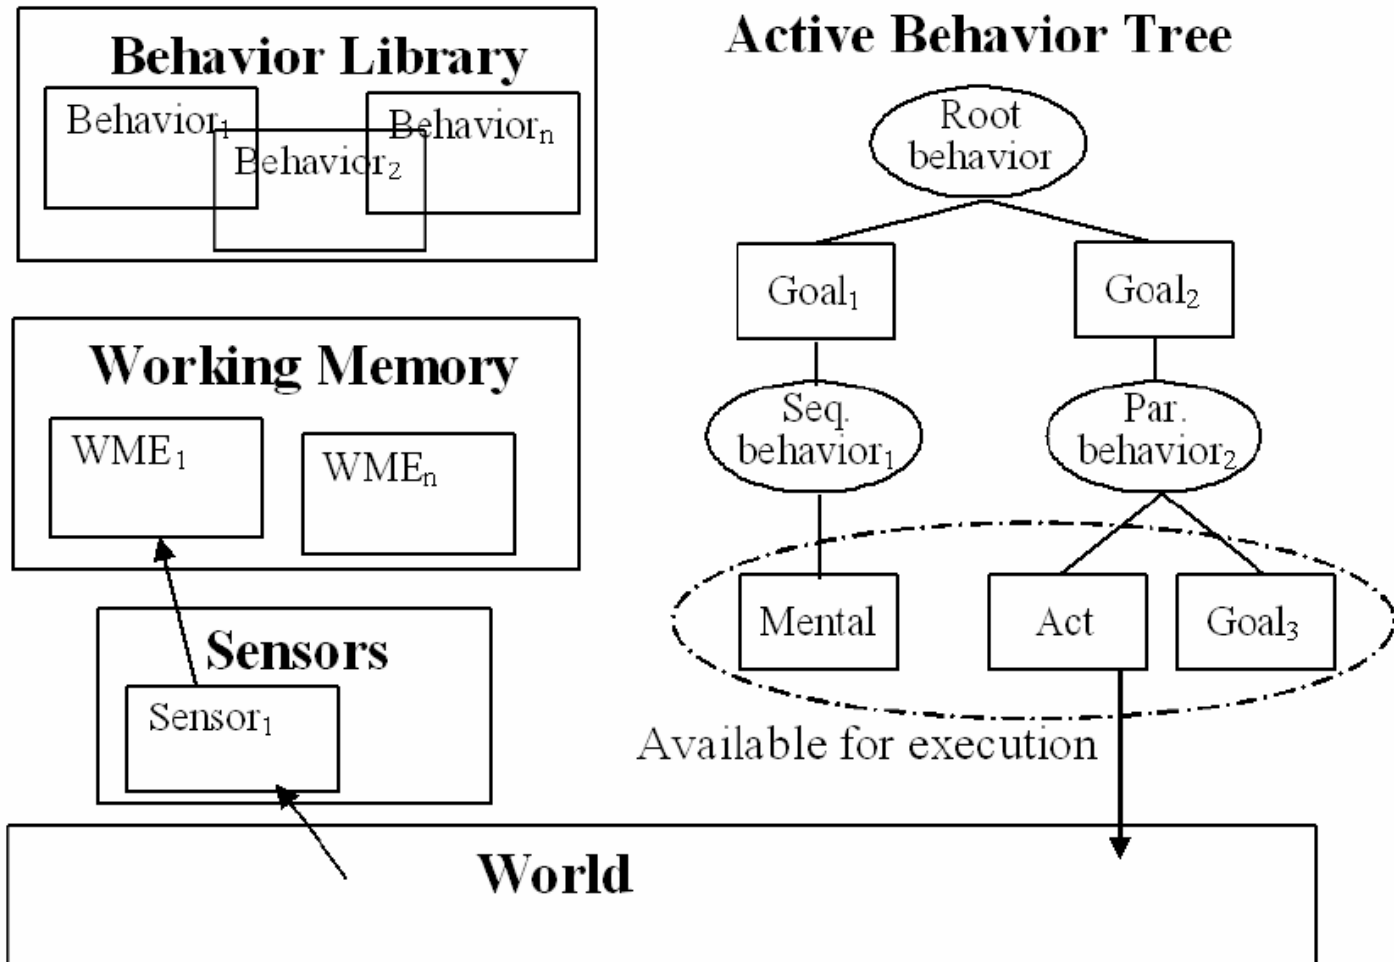 Behavior Library
Behavior₁
Behavior₂
Behaviorₙ
Working Memory
WME₁
WMEₙ
Sensors
Sensor₁
Active Behavior Tree
Root
behavior
Goal₁
Goal₂
Seq.
behavior₁
Par.
behavior₂
Mental
Act
Goal₃
Available for execution
World